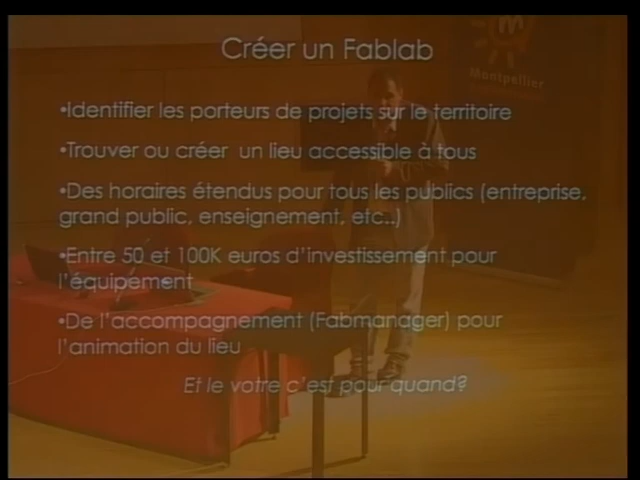 Créer un Fablab
Montpellier
•Identifier les porteurs de projets sur le territoire
•Trouver ou créer un lieu accessible à tous
•Des horaires étendus pour tous les publics (entreprise,
grand public, enseignement, etc..)
•Entre 50 et 100K euros d'investissement pour
l'équipement
•De l'accompagnement (Fabmanager) pour
l'animation du lieu
Et le votre c'est pour quand?